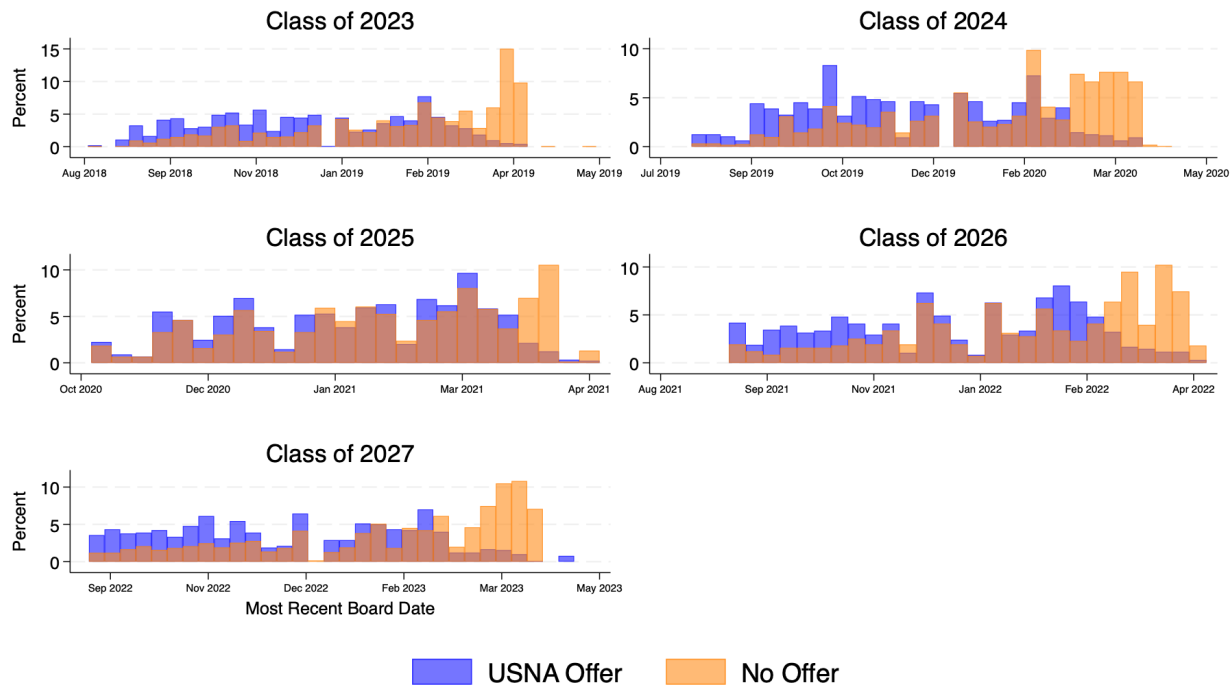 Class of 2023
Class of 2024
Percent
15
10
5
0
Aug 2018 Sep 2018 Nov 2018 Jan 2019 Feb 2019 Apr 2019 May 2019
10
5
0
Jul 2019 Sep 2019 Oct 2019 Dec 2019 Feb 2020 Mar 2020 May 2020
Class of 2025
Class of 2026
Percent
10
5
0
Oct 2020 Dec 2020 Jan 2021 Mar 2021 Apr 2021
10
5
0
Aug 2021 Sep 2021 Nov 2021 Jan 2022 Feb 2022 Apr 2022
Class of 2027
Percent
10
5
0
Sep 2022 Nov 2022 Dec 2022 Feb 2023 Mar 2023 May 2023
Most Recent Board Date
USNA Offer No Offer